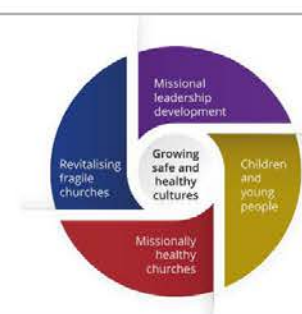 Missional
leadership
development
Revitalising
fragile
churches
Growing
safe and
healthy
cultures
Children
and
young
people
Missionally
healthy
churches